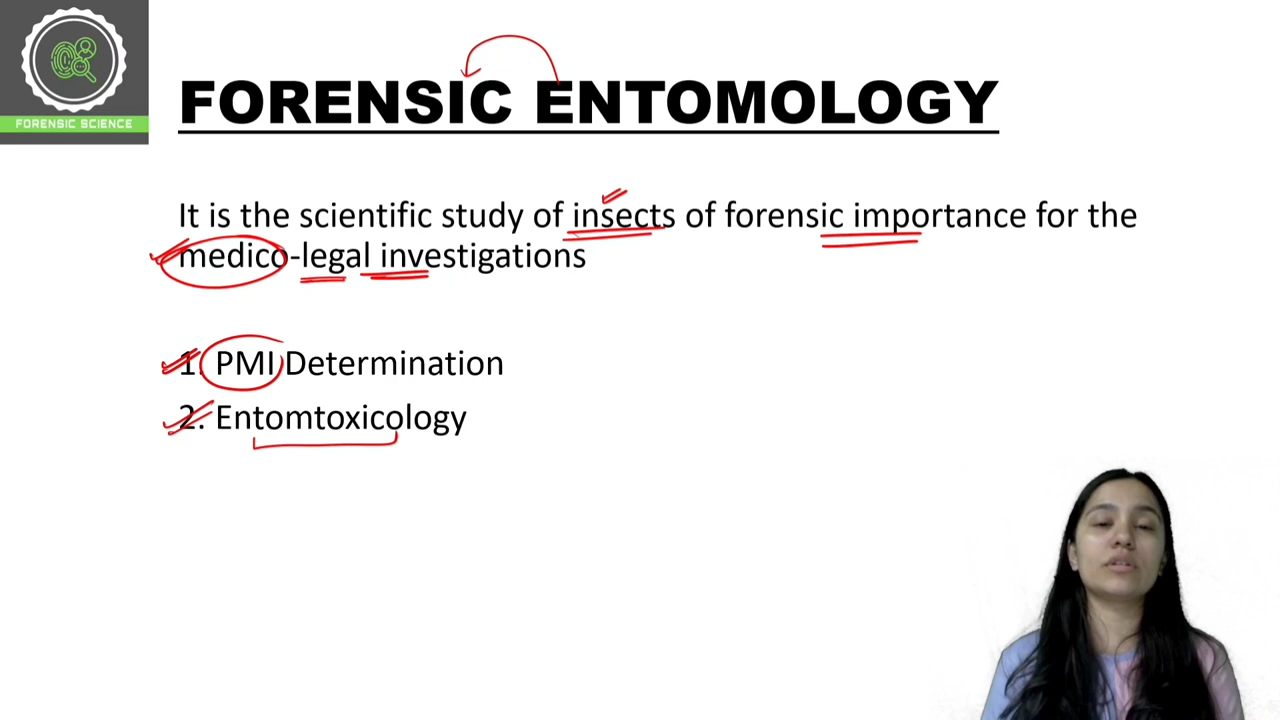 FORENSIC SCIENCE
FORENSIC ENTOMOLOGY
It is the scientific study of insects of forensic importance for the
medico-legal investigations
1. PMI Determination
2. Entomtoxicology